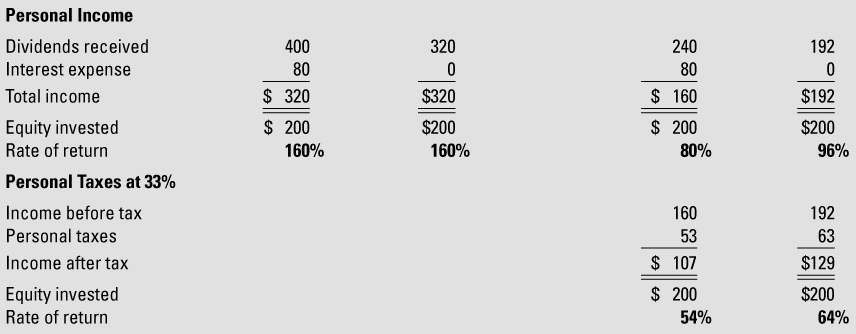 Personal Income
Dividends received 400 320 240 192
Interest expense 80 0 80 0
Total income $ 320 $320 $ 160 $192
Equity invested $ 200 $200 $ 200 $200
Rate of return 160% 160% 80% 96%
Personal Taxes at 33%
Income before tax 160 192
Personal taxes 53 63
Income after tax $ 107 $129
Equity invested $ 200 $200
Rate of return 54% 64%